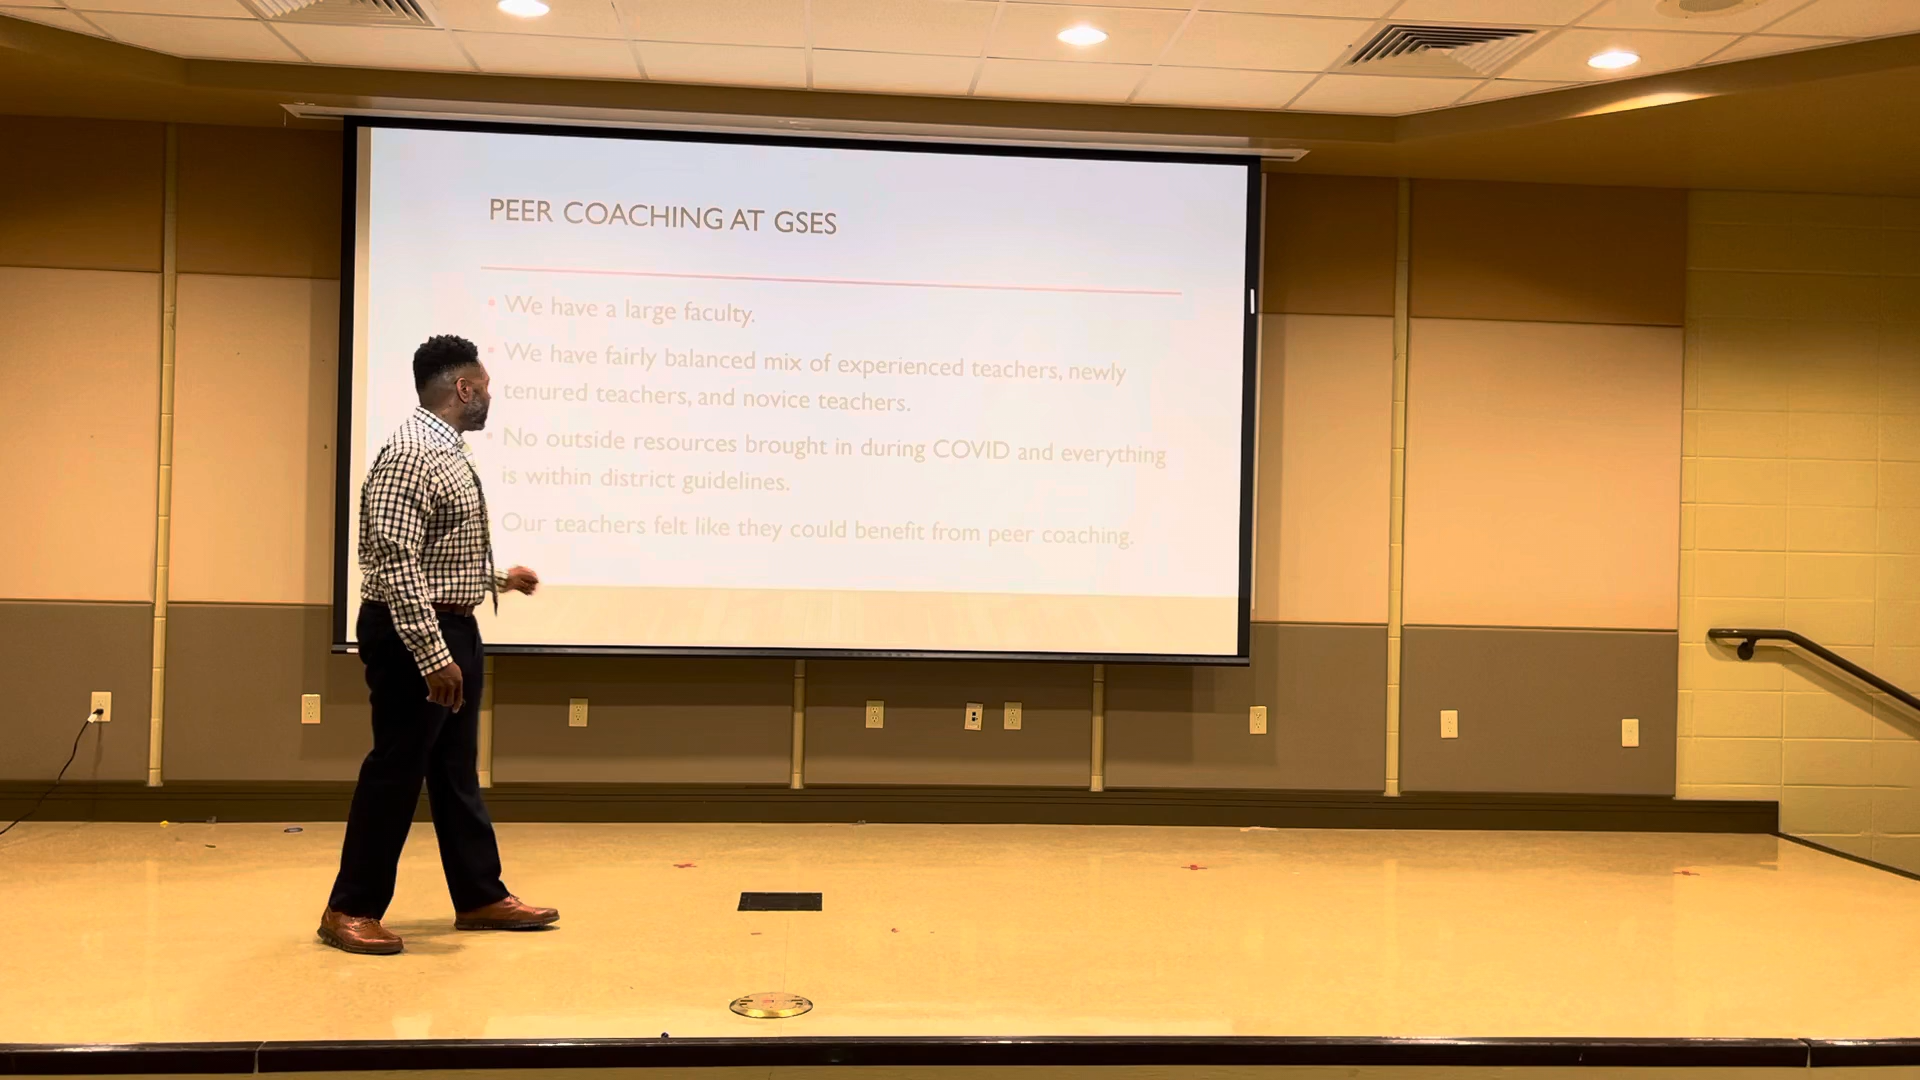 PEER COACHING AT GSES
• We have a large faculty.
• We have fairly balanced mix of experienced teachers, newly
tenured teachers, and novice teachers.
• No outside resources brought in during COVID and everything
is within district guidelines.
Our teachers felt like they could benefit from peer coaching.